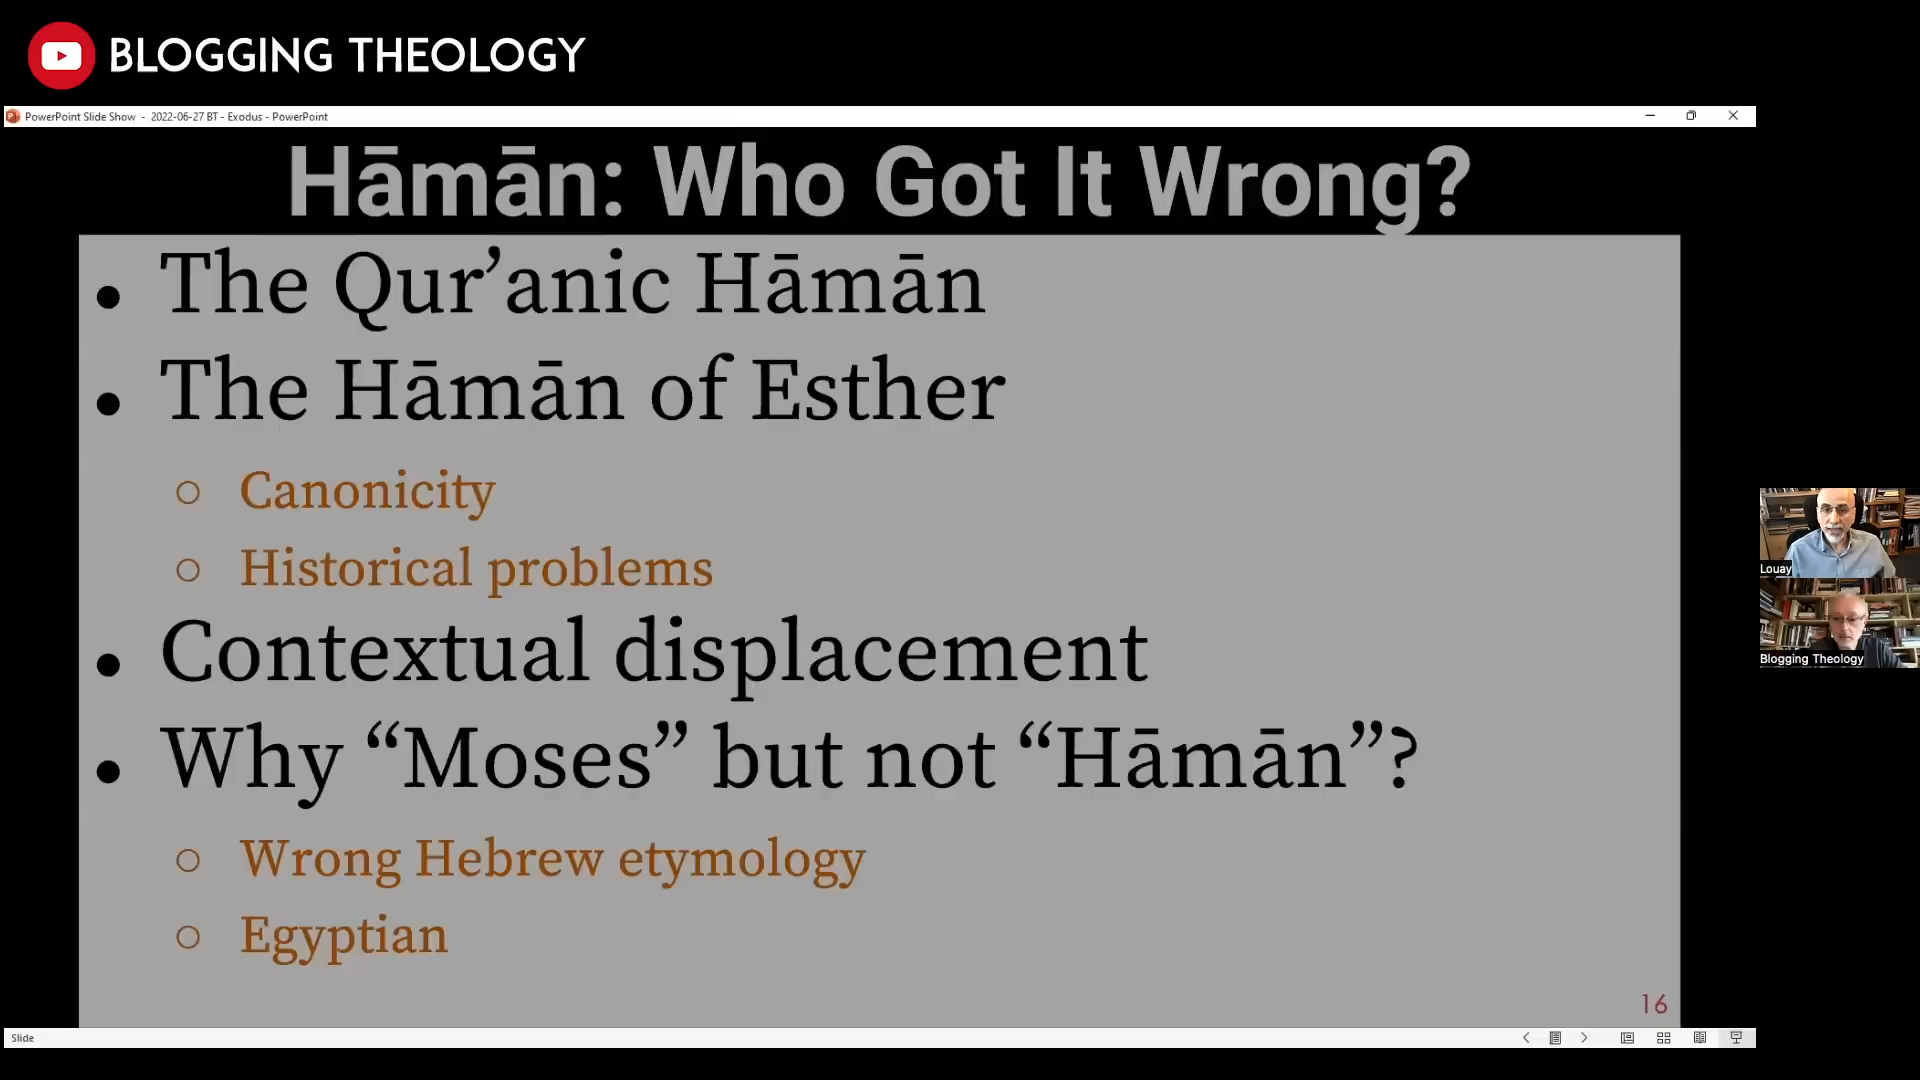 BLOGGING THEOLOGY
PowerPoint Slide Show - 2022-06-27 BT - Exodus - PowerPoint
Hāmān: Who Got It Wrong?
• The Qur’anic Hāmān
• The Hāmān of Esther
○ Canonicity
○ Historical problems
• Contextual displacement
• Why “Moses” but not “Hāmān”?
○ Wrong Hebrew etymology
○ Egyptian
16
Louay
Blogging Theology
Slide